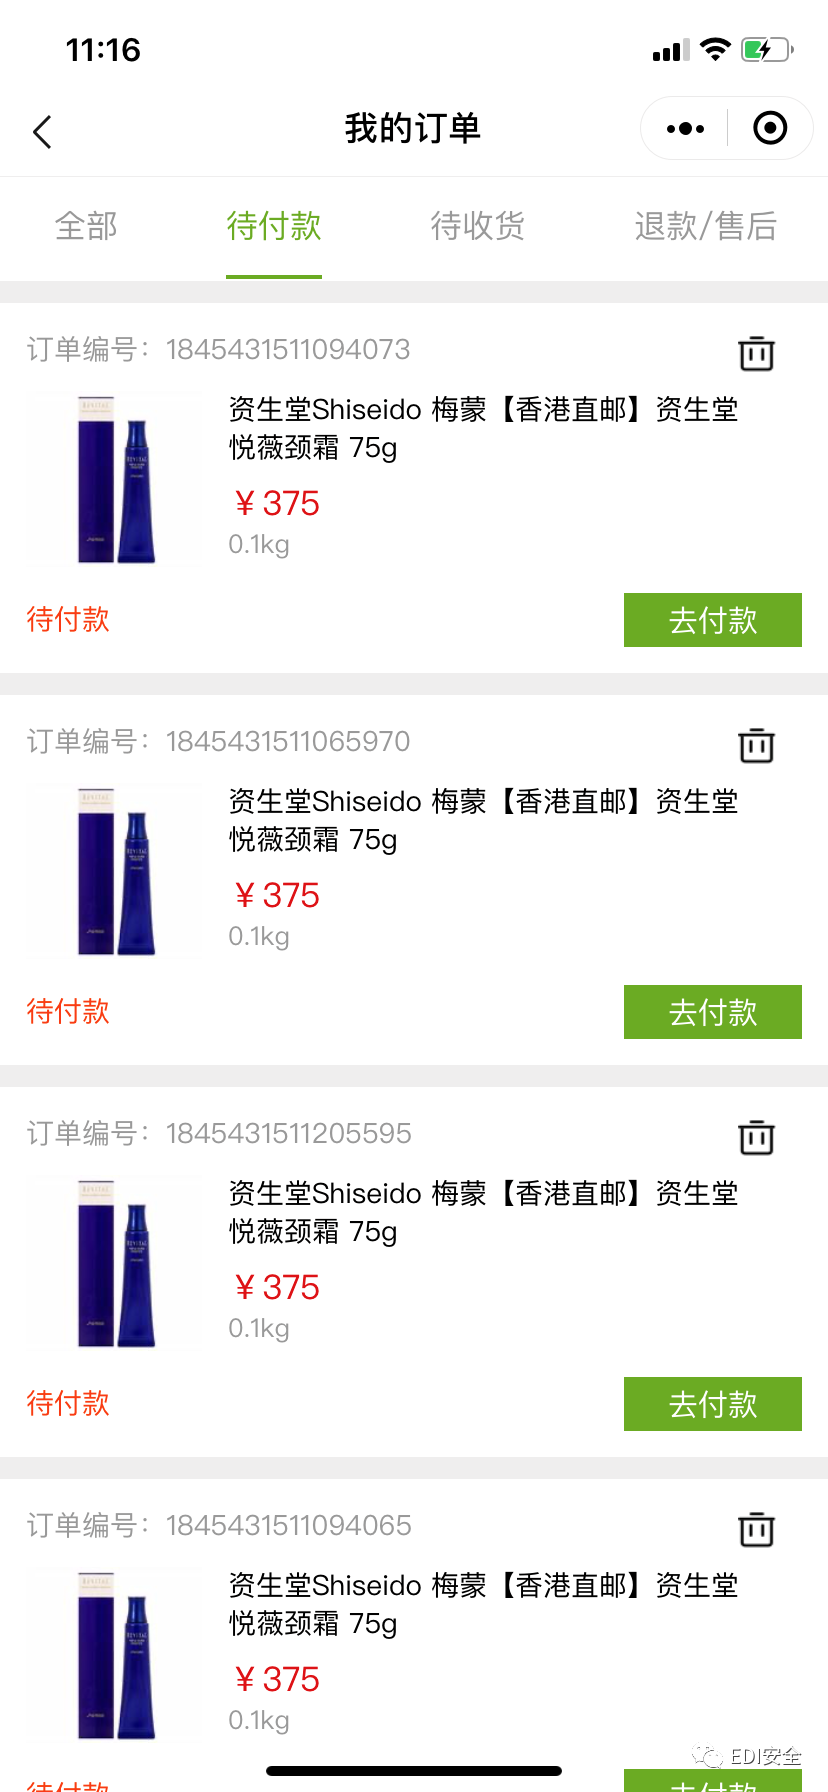 11:16
我的订单
全部 待付款 待收货 退款/售后
订单编号：1845431511094073
资生堂Shiseido 梅蒙【香港直邮】资生堂
悦薇颈霜 75g
¥375
0.1kg
待付款 去付款
订单编号：1845431511065970
资生堂Shiseido 梅蒙【香港直邮】资生堂
悦薇颈霜 75g
¥375
0.1kg
待付款 去付款
订单编号：1845431511205595
资生堂Shiseido 梅蒙【香港直邮】资生堂
悦薇颈霜 75g
¥375
0.1kg
待付款 去付款
订单编号：1845431511094065
资生堂Shiseido 梅蒙【香港直邮】资生堂
悦薇颈霜 75g
¥375
0.1kg
EDI安全
待付款 去付款